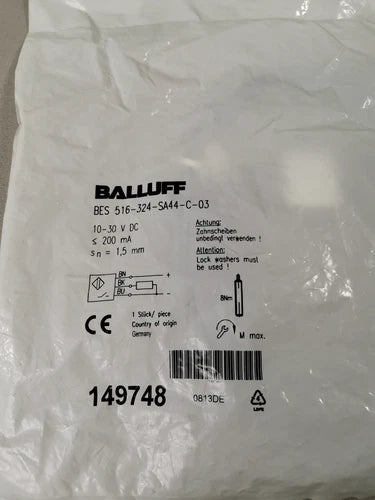 BALLUFF
BES 516-324-SA44-C-03
10-30 V DC
≤ 200 mA
sn = 1,5 mm
Achtung:
Zahnscheiben
unbedingt verwenden !
Attention:
Lock washers must
be used !
BN +
BK
BU -
8Nm
M max.
CE
1 Stück/ piece
Country of origin
Germany
149748
0813DE
LDPE